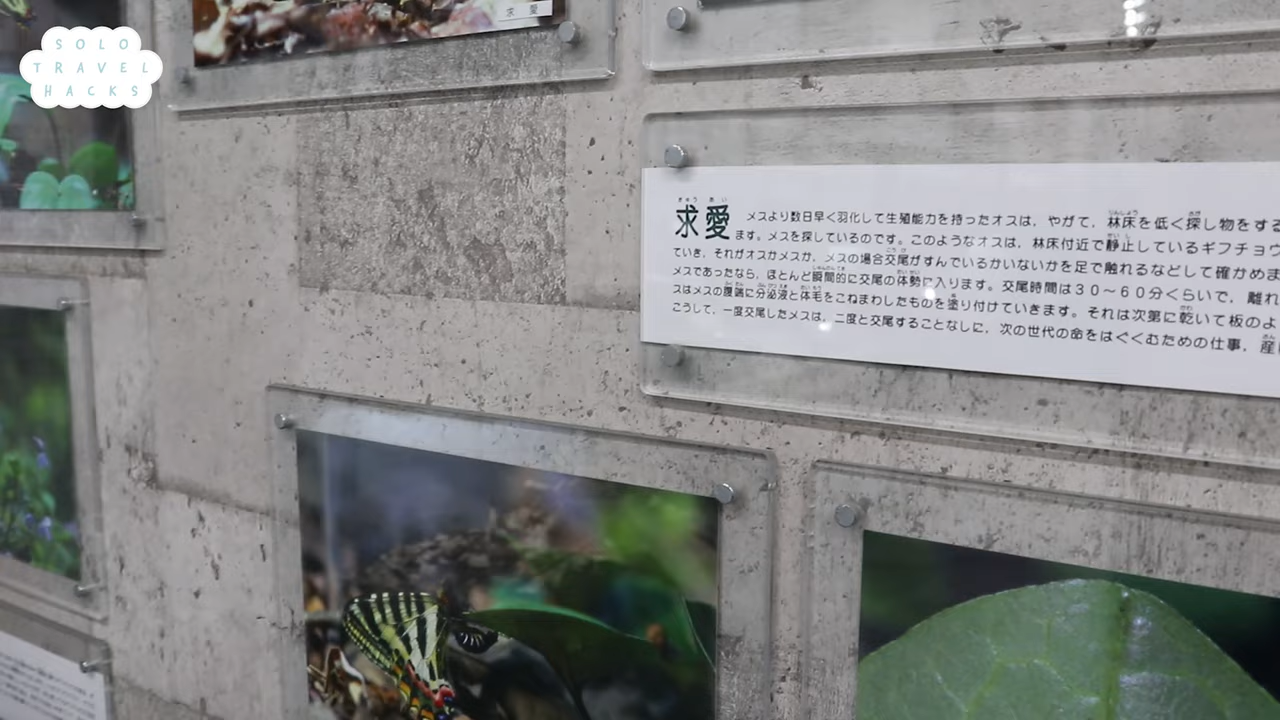 SOLO
TRAVEL
HACKS
求愛
求愛
メスより数日早く羽化して生殖能力を持ったオスは、やがて、林床を低く探し物をする
ます。メスを探しているのです。このようなオスは、林床付近で静止しているギフチョウ
ていき、それがオスかメスか、メスの場合交尾がすんでいるかいないかを足で触れるなどして確かめま
メスであったなら、ほとんど瞬間的に交尾の体勢に入ります。交尾時間は30～60分くらいで、離れ
スはメスの腹端に分泌液と体毛をこねまわしたものを塗り付けていきます。それは次第に乾いて板のよ
こうして、一度交尾したメスは、二度と交尾することなしに、次の世代の命をはぐくむための仕事、産